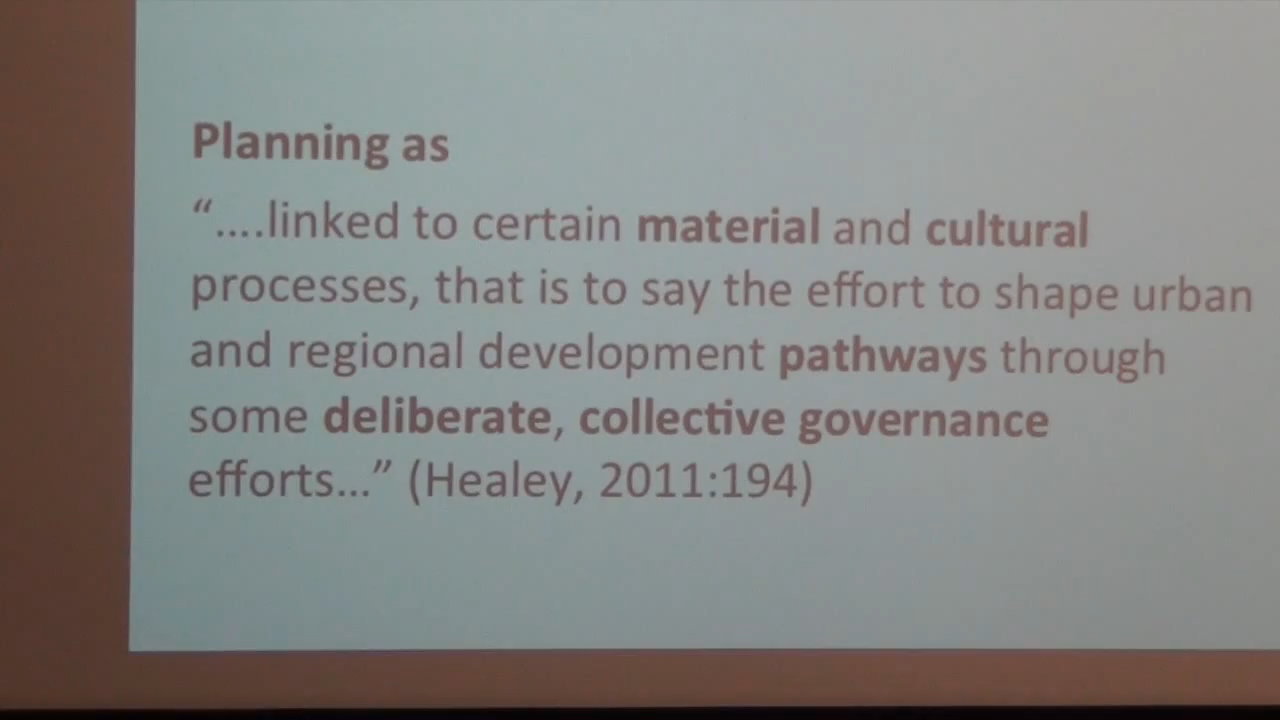 Planning as
“....linked to certain material and cultural
processes, that is to say the effort to shape urban
and regional development pathways through
some deliberate, collective governance
efforts...” (Healey, 2011:194)